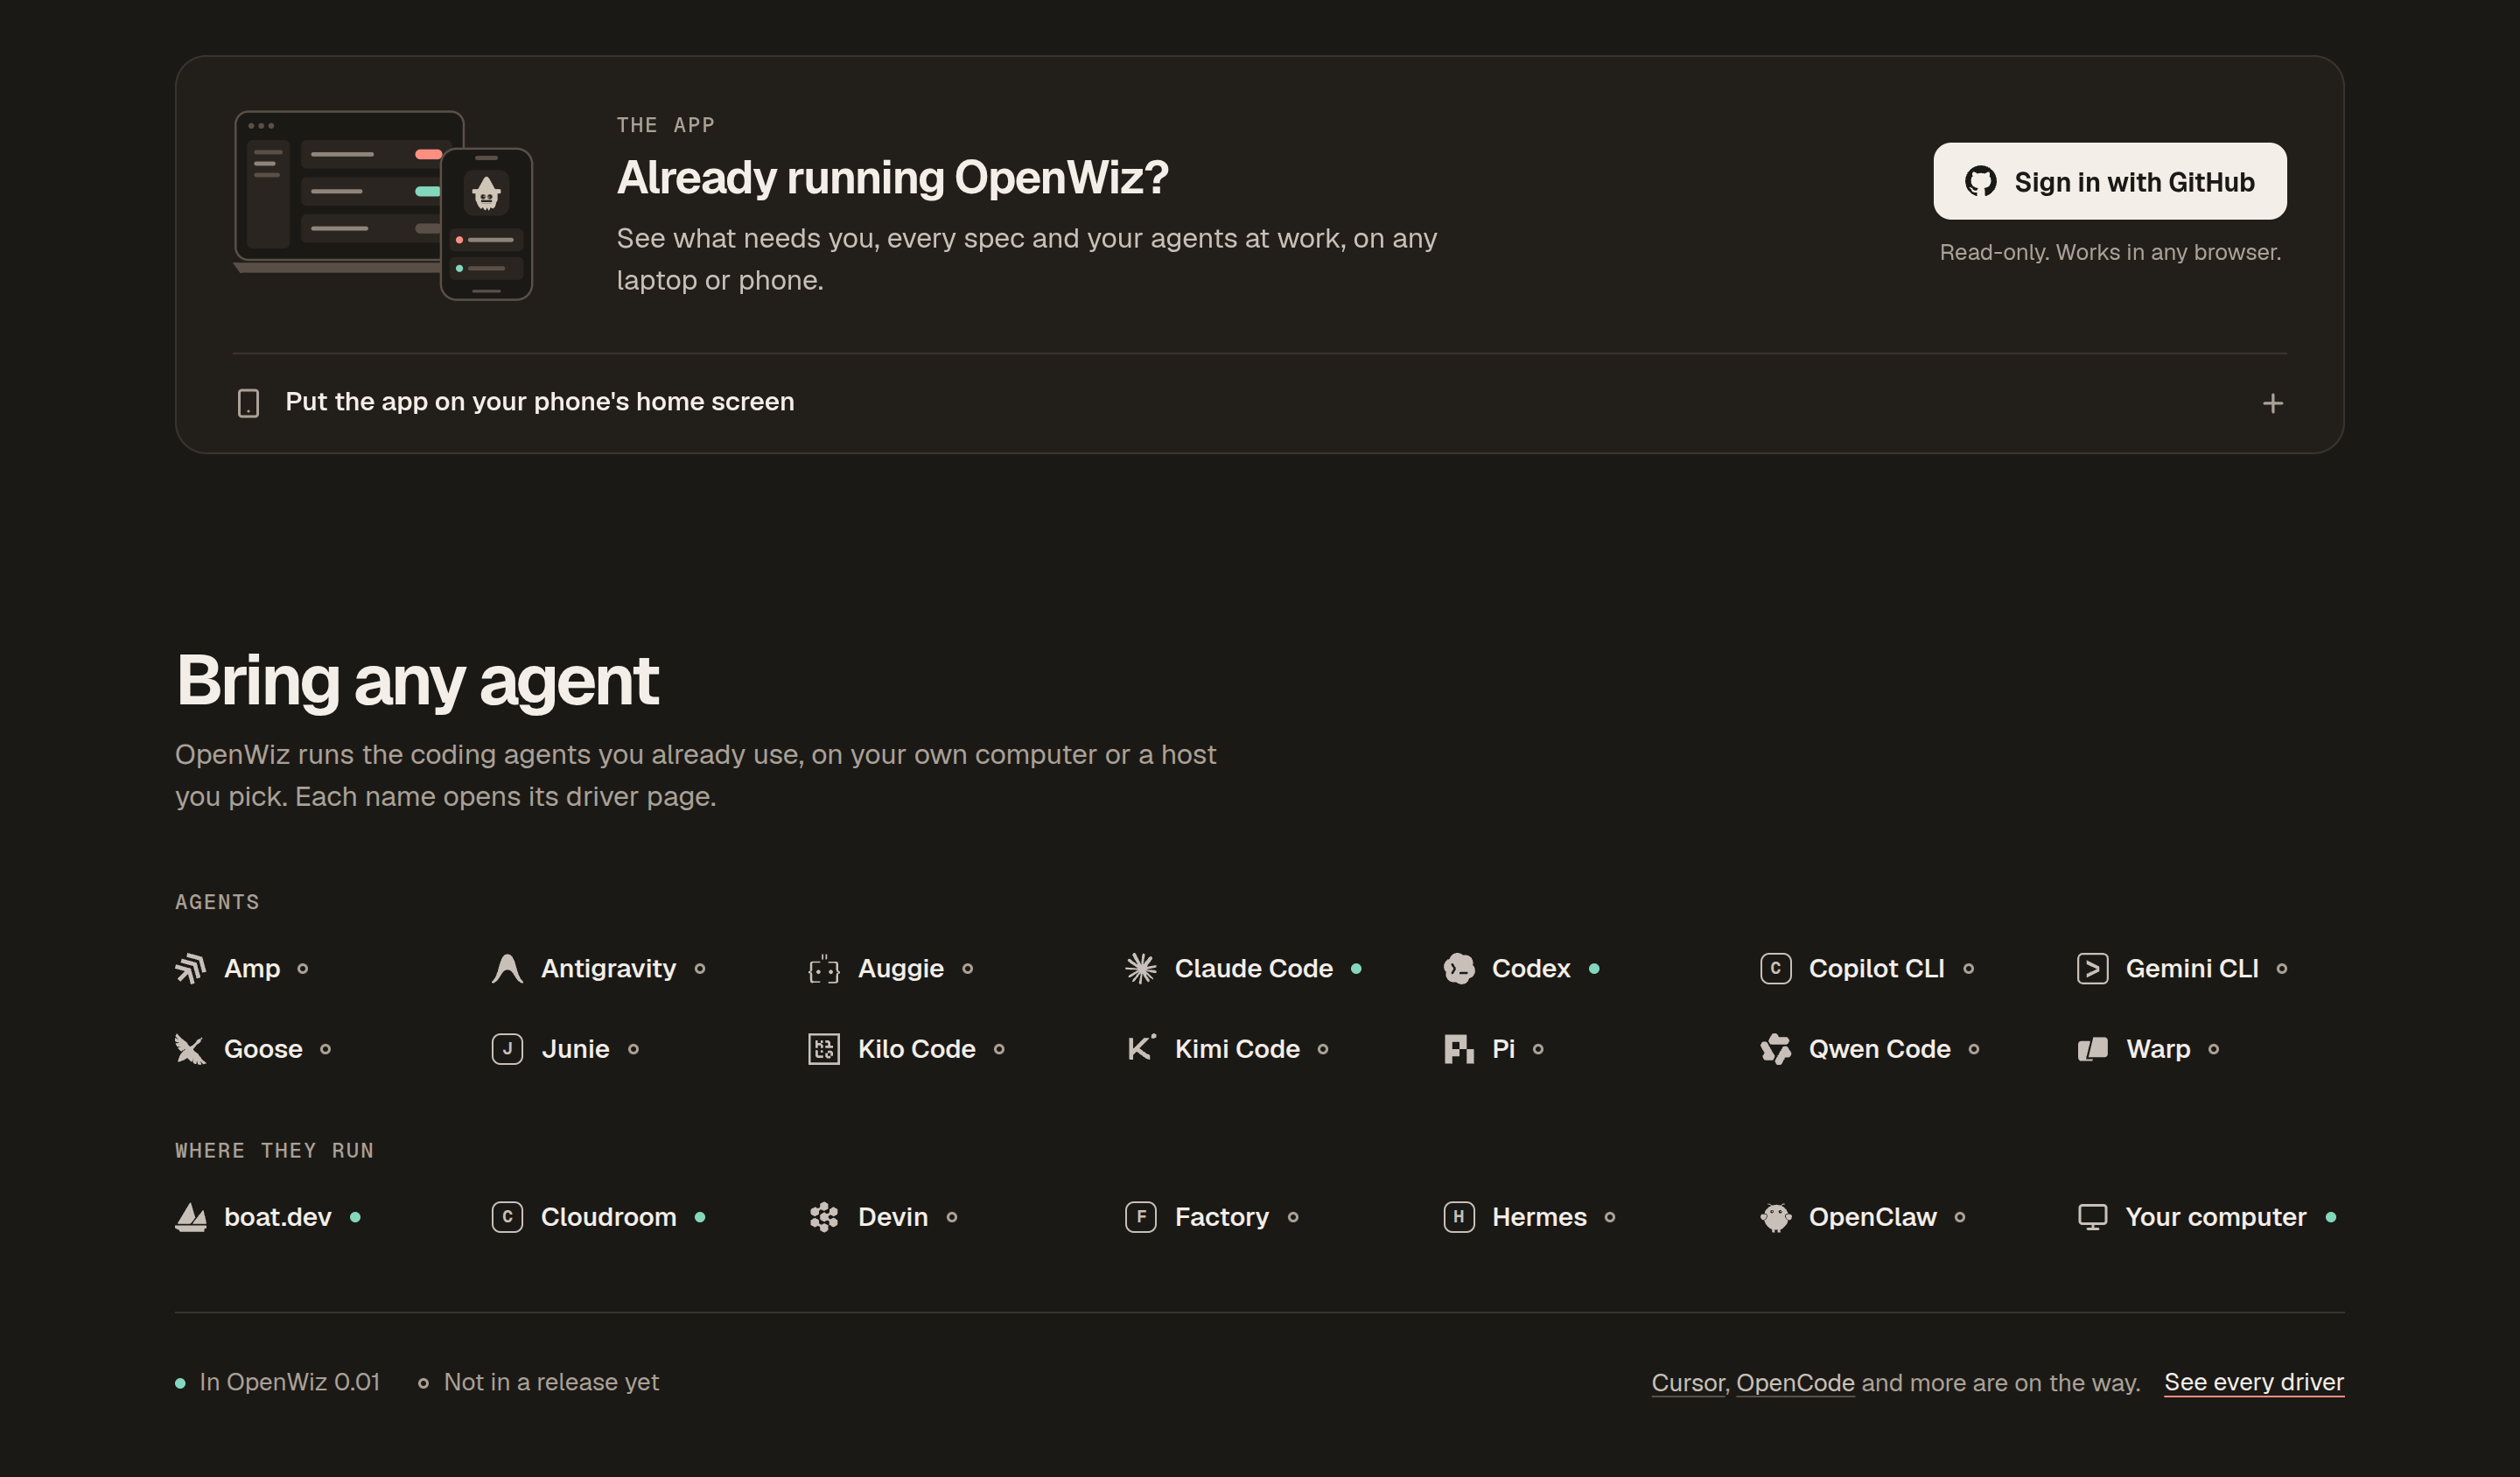 THE APP
Already running OpenWiz?
See what needs you, every spec and your agents at work, on any
laptop or phone.
Sign in with GitHub
Read-only. Works in any browser.
Put the app on your phone's home screen
Bring any agent
OpenWiz runs the coding agents you already use, on your own computer or a host
you pick. Each name opens its driver page.
AGENTS
Amp
Antigravity
Auggie
Claude Code
Codex
C Copilot CLI
Gemini CLI
Goose
J Junie
Kilo Code
Kimi Code
Pi
Qwen Code
Warp
WHERE THEY RUN
boat.dev
C Cloudroom
Devin
F Factory
H Hermes
OpenClaw
Your computer
In OpenWiz 0.01
Not in a release yet
Cursor, OpenCode and more are on the way.
See every driver